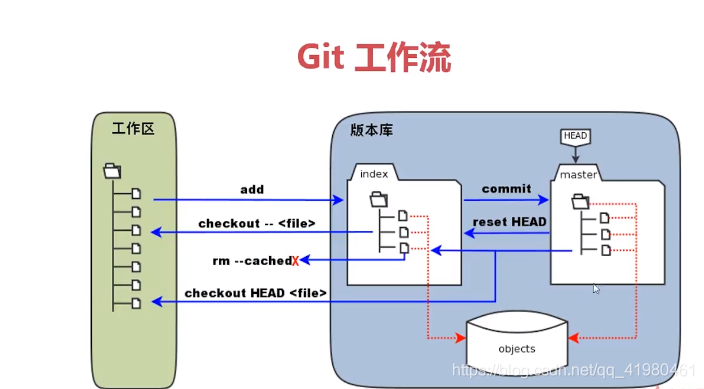 Git 工作流
工作区
版本库
HEAD
index
master
add
commit
checkout -- <file>
reset HEAD
rm --cached
X
checkout HEAD <file>
objects
https://blog.csdn.net/qq_41980461